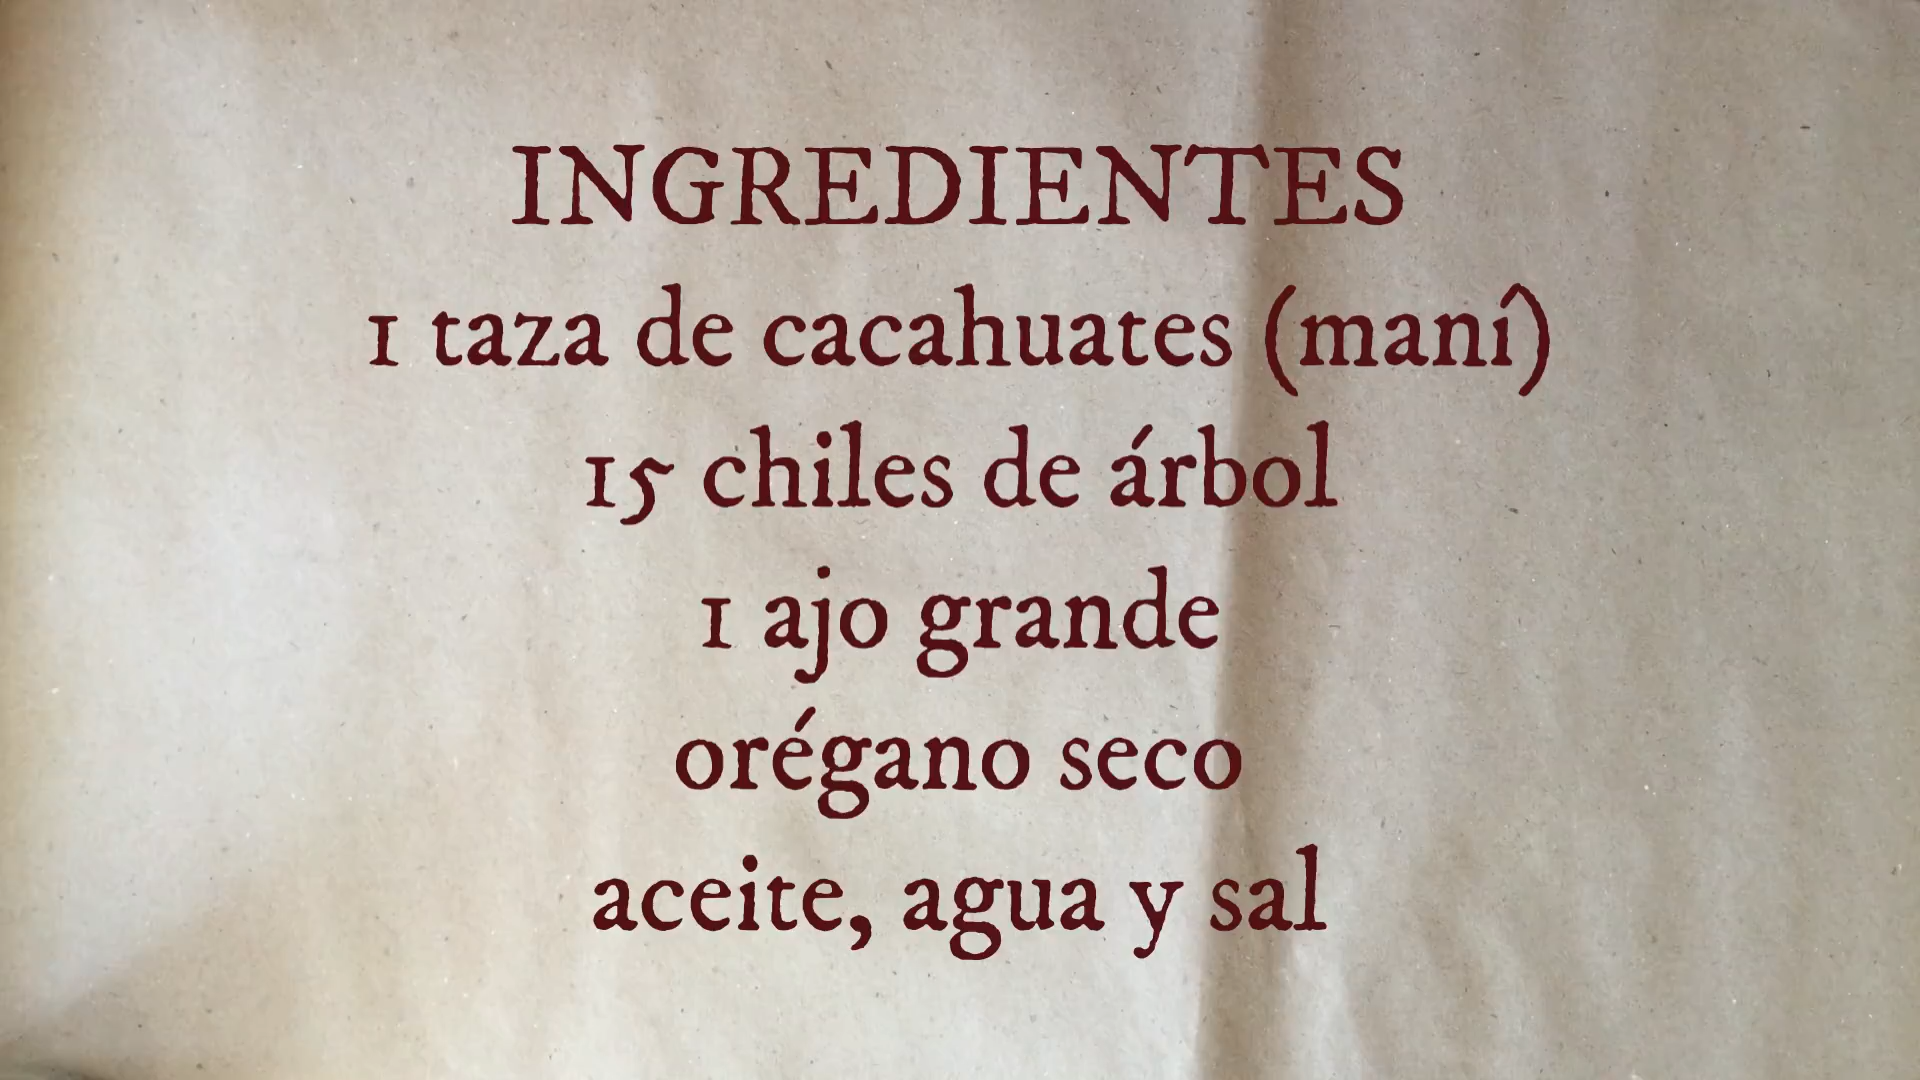 INGREDIENTES
1 taza de cacahuates (maní)
15 chiles de árbol
1 ajo grande
orégano seco
aceite, agua y sal